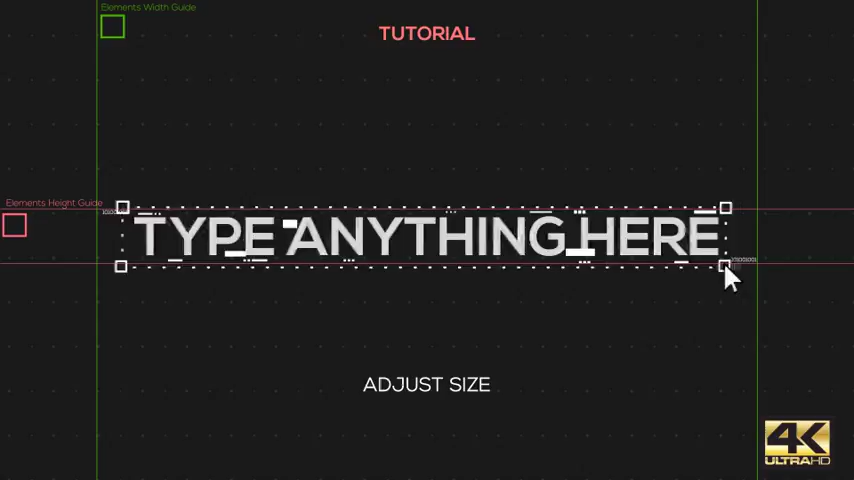 Elements Width Guide
TUTORIAL
Elements Height Guide
TYPE ANYTHING HERE
ADJUST SIZE
4K
ULTRA HD